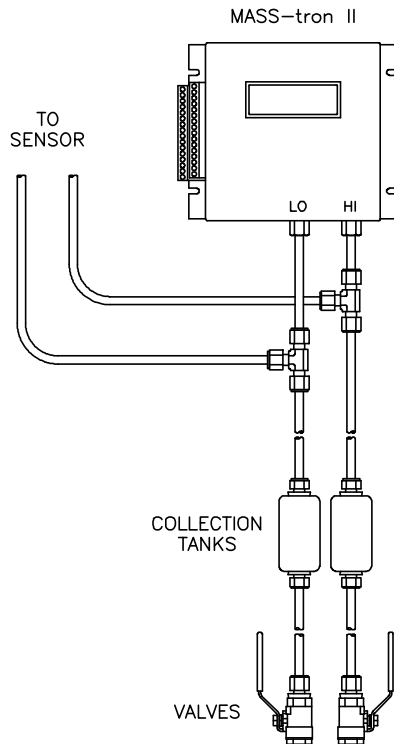 MASS-tron II
TO
SENSOR
LO HI
COLLECTION
TANKS
VALVES